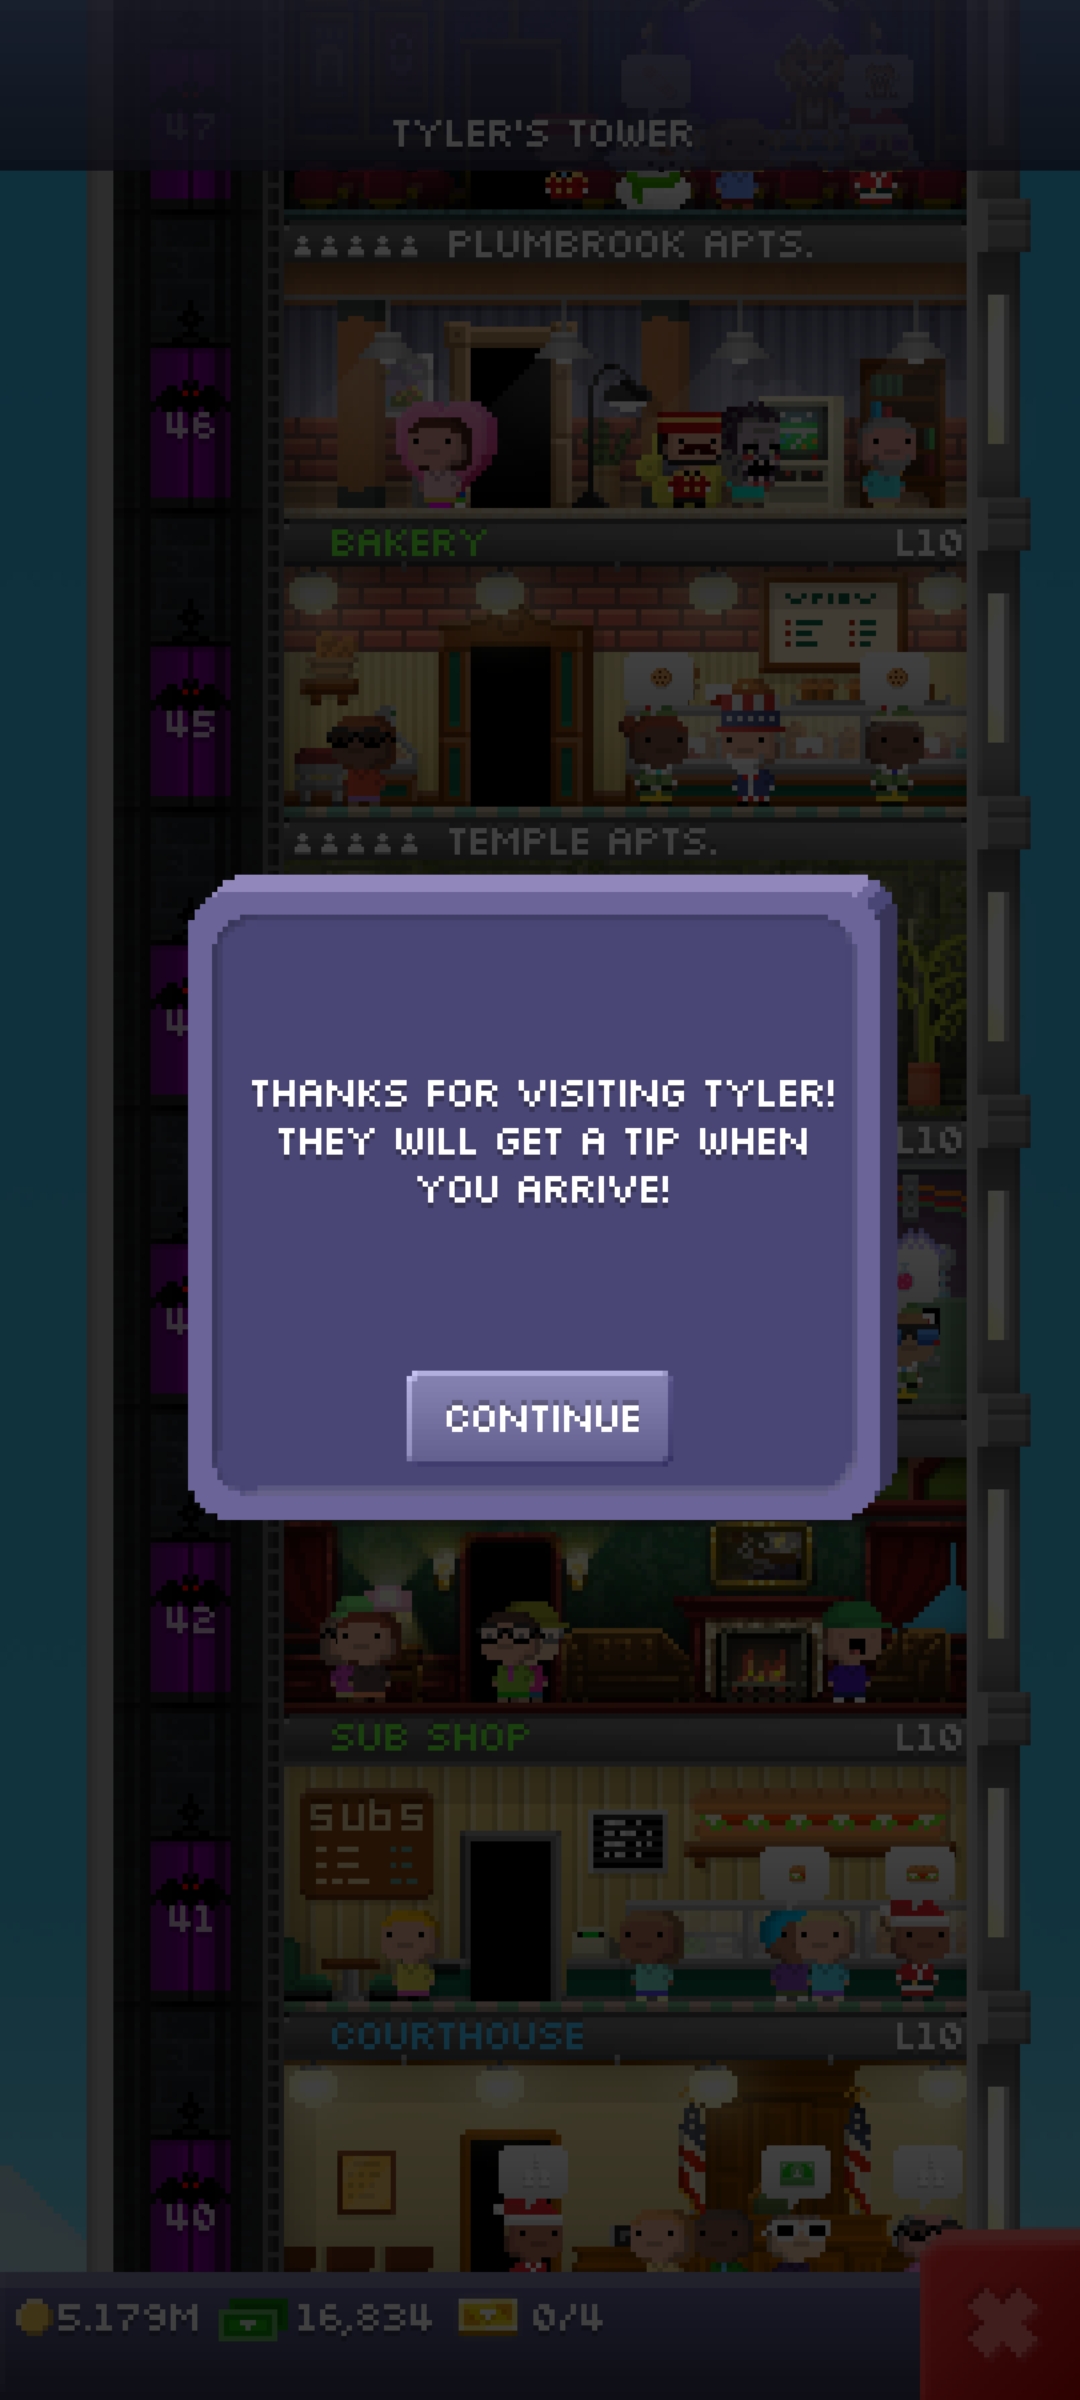 TYLER'S TOWER
47
PLUMBROOK APTS.
46
BAKERY L10
45
TEMPLE APTS.
4
L10
THANKS FOR VISITING TYLER!
THEY WILL GET A TIP WHEN
YOU ARRIVE!
4
CONTINUE
42
SUB SHOP L10
subs
41
COURTHOUSE L10
40
5.179M 16,834 0/4